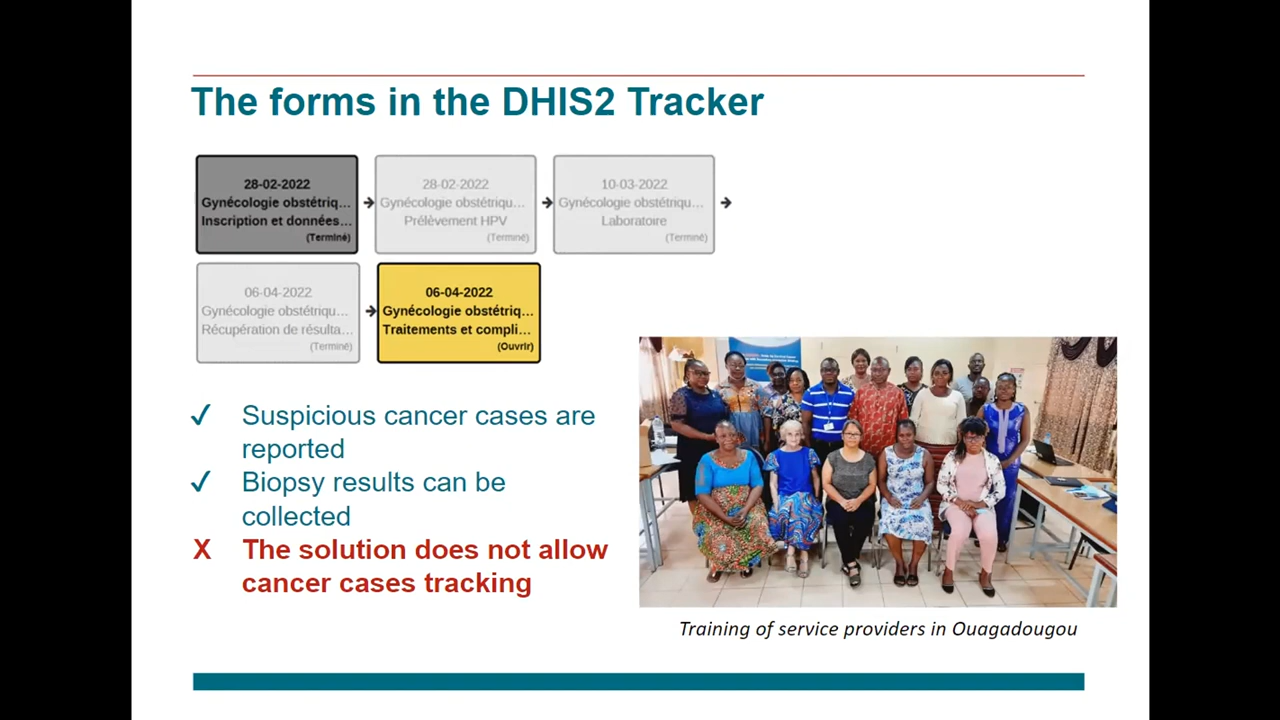 The forms in the DHIS2 Tracker
28-02-2022
Gynécologie obstétriq...
Inscription et données...
(Terminé)
28-02-2022
Gynécologie obstétriqu...
Prélèvement HPV
(Terminé)
10-03-2022
Gynécologie obstétriqu...
Laboratoire
(Terminé)
06-04-2022
Gynécologie obstétriqu...
Récupération de résulta...
(Terminé)
06-04-2022
Gynécologie obstétriq...
Traitements et compli...
(Ouvrir)
✓ Suspicious cancer cases are
reported
✓ Biopsy results can be
collected
X The solution does not allow
cancer cases tracking
Training of service providers in Ouagadougou